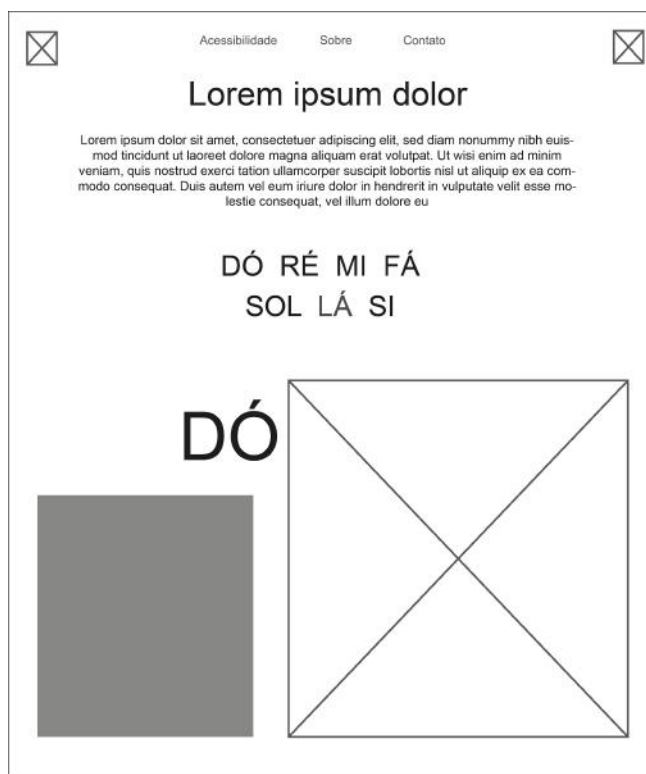 Acessibilidade Sobre Contato
Lorem ipsum dolor
Lorem ipsum dolor sit amet, consectetuer adipiscing elit, sed diam nonummy nibh euis-
mod tincidunt ut laoreet dolore magna aliquam erat volutpat. Ut wisi enim ad minim
veniam, quis nostrud exerci tation ullamcorper suscipit lobortis nisl ut aliquip ex ea com-
modo consequat. Duis autem vel eum iriure dolor in hendrerit in vulputate velit esse mo-
lestie consequat, vel illum dolore eu
DÓ RÉ MI FÁ
SOL LÁ SI
DÓ